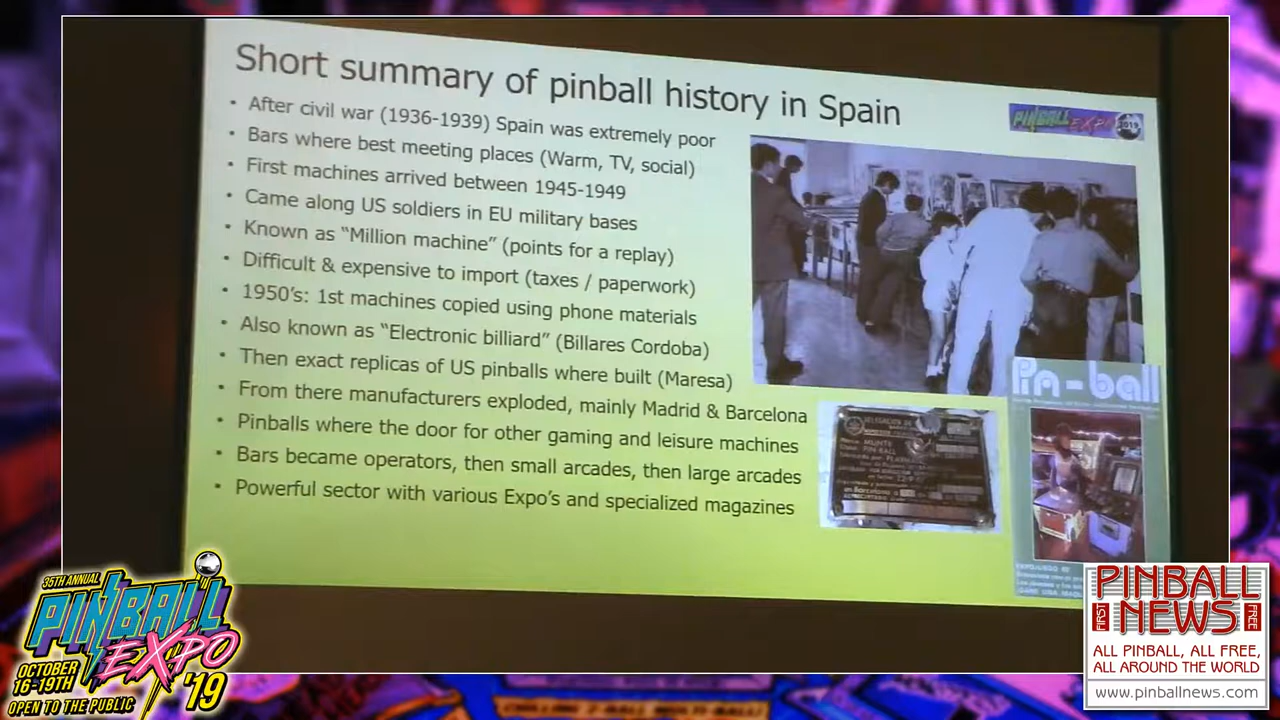 Short summary of pinball history in Spain
• After civil war (1936-1939) Spain was extremely poor
• Bars where best meeting places (Warm, TV, social)
• First machines arrived between 1945-1949
• Came along US soldiers in EU military bases
• Known as “Million machine” (points for a replay)
• Difficult & expensive to import (taxes / paperwork)
• 1950’s: 1st machines copied using phone materials
• Also known as “Electronic billiard” (Billares Cordoba)
• Then exact replicas of US pinballs where built (Maresa)
• From there manufacturers exploded, mainly Madrid & Barcelona
• Pinballs where the door for other gaming and leisure machines
• Bars became operators, then small arcades, then large arcades
• Powerful sector with various Expo’s and specialized magazines
PINBALL EXPO 2019
Pin-ball
35TH ANNUAL
PINBALL
EXPO
OCTOBER
16-19TH
'19
OPEN TO THE PUBLIC
PINBALL
FIRST NEWS FREE
ALL PINBALL, ALL FREE,
ALL AROUND THE WORLD
www.pinballnews.com